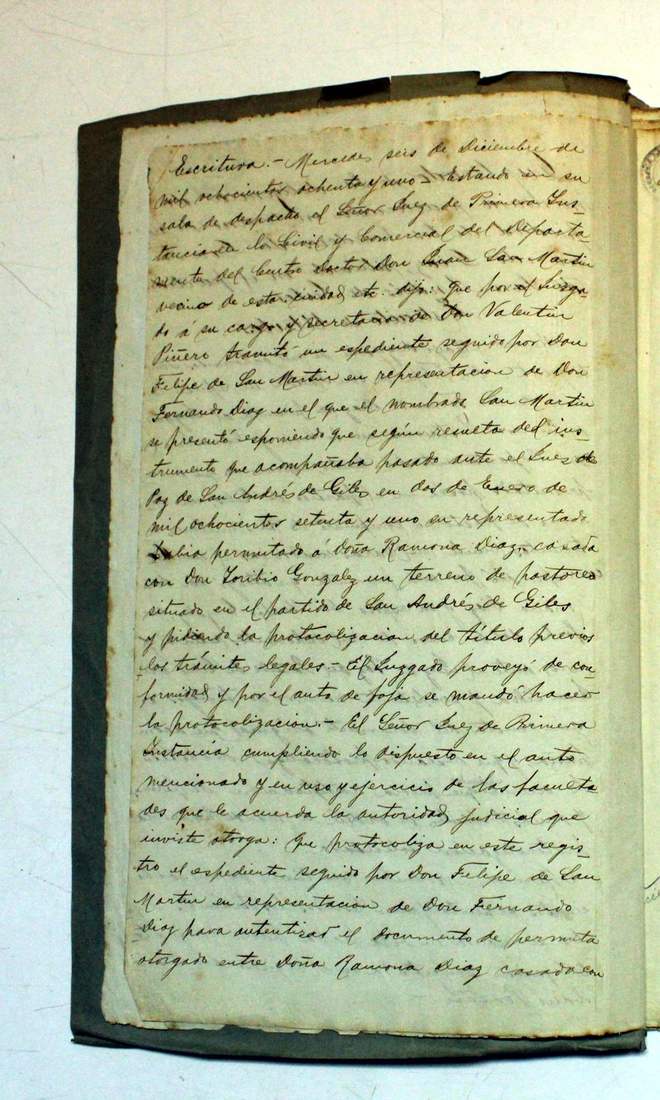 Escritura.- Mercedes seis de Diciembre de
mil ochocientos ochenta y uno - Estando en su
sala de despacho el Señor Juez de Primera Ins-
tancia en lo Civil y Comercial del Departa-
mento del Centro Doctor Don Juan San Martin
vecino de esta ciudad etc. dijo: que por el Juzga-
do á su cargo y secretaria de Don Valentin
Piñero tramitó un espediente seguido por Don
Felipe de San Martin en representacion de Don
Fernando Diaz en el que el nombrado San Martin
se presentó esponiendo que según resulta del ins-
trumento que acompañaba pasado ante el Juez de
Paz de San Andrés de Giles en dos de Enero de
mil ochocientos setenta y uno su representado
habia permutado á Doña Ramona Diaz, casada
con Don Toribio Gonzalez un terreno de pastoreo
situado en el partido de San Andrés de Giles
y pidiendo la protocolizacion del título previos
los trámites legales.- El Juzgado proveyó de con-
formidad y por el auto de foja se mandó hacer
la protocolizacion.- El Señor Juez de Primera
Instancia cumpliendo lo dispuesto en el auto
mencionado y en uso y ejercicio de las faculta-
des que le acuerda la autoridad judicial que
inviste otorga: Que protocoliza en este regis-
tro el espediente seguido por Don Felipe de San
Martin en representacion de Don Fernando
Diaz para autentizar el documento de permuta
otorgado entre Doña Ramona Diaz casada con